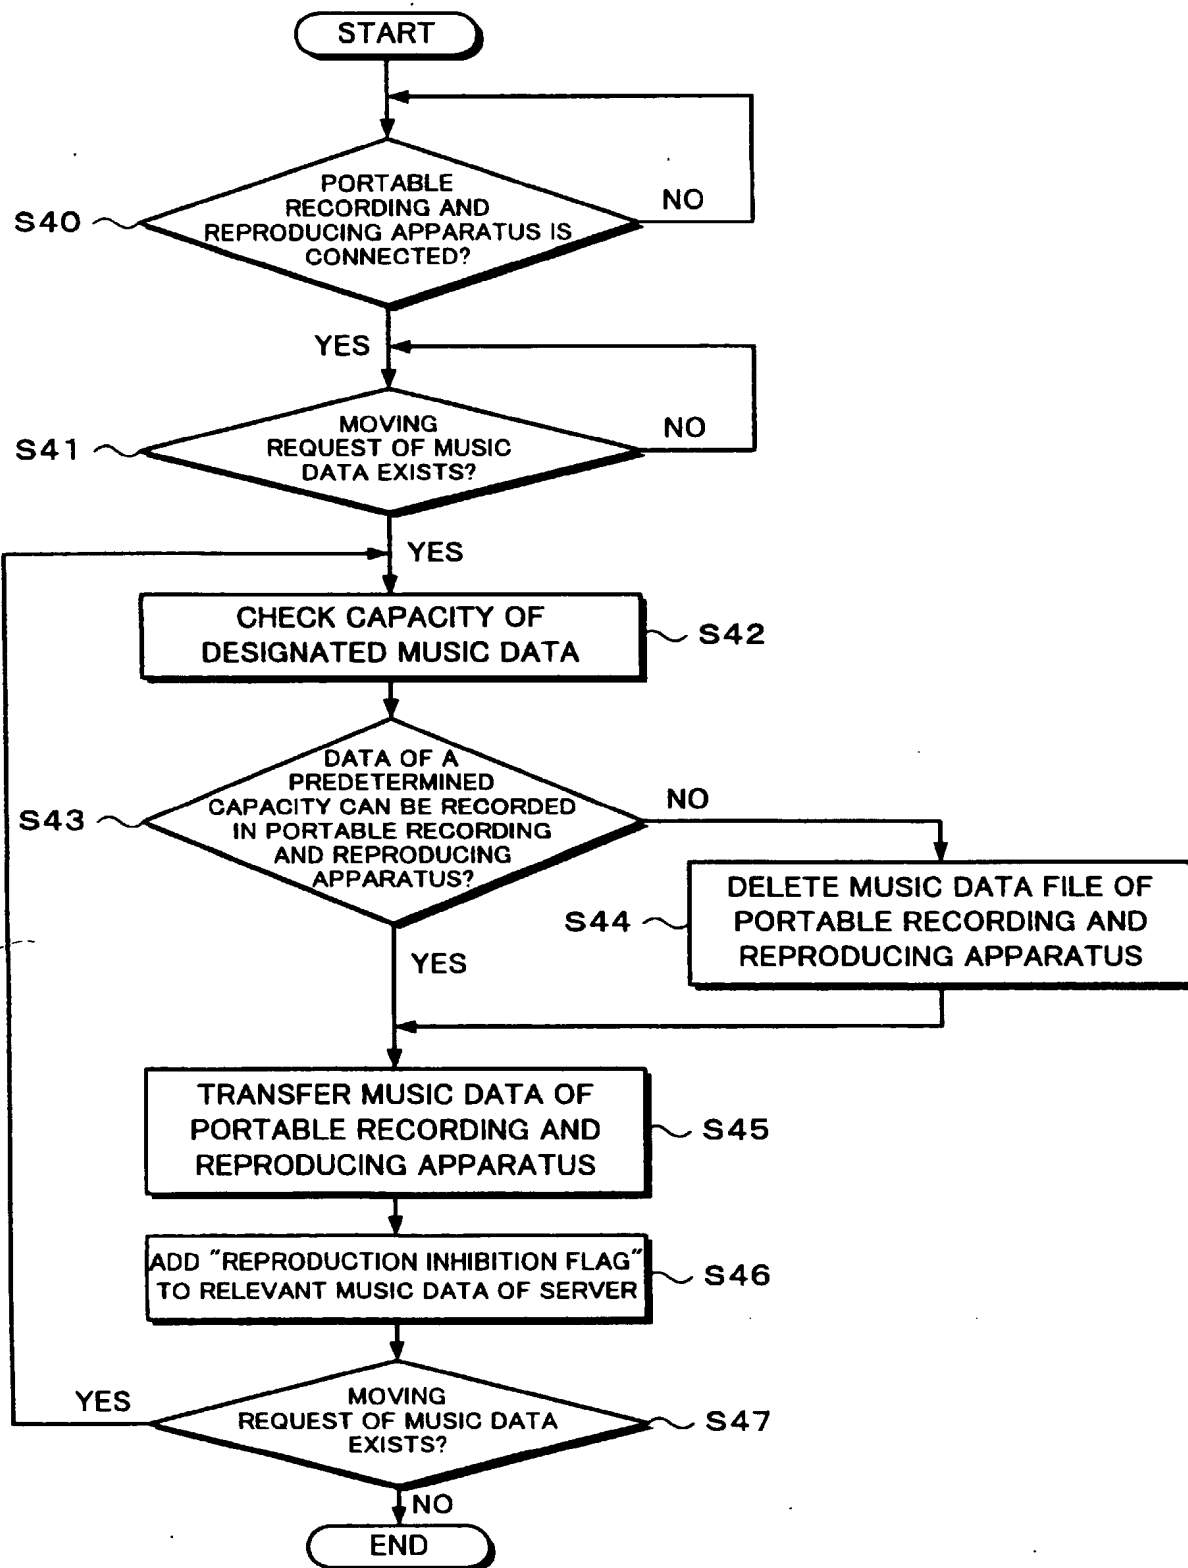 START
PORTABLE
RECORDING AND
REPRODUCING APPARATUS IS
CONNECTED?
S40
NO
YES
MOVING
REQUEST OF MUSIC
DATA EXISTS?
S41
NO
YES
CHECK CAPACITY OF
DESIGNATED MUSIC DATA
S42
DATA OF A
PREDETERMINED
CAPACITY CAN BE RECORDED
IN PORTABLE RECORDING
AND REPRODUCING
APPARATUS?
S43
NO
DELETE MUSIC DATA FILE OF
PORTABLE RECORDING AND
REPRODUCING APPARATUS
S44
YES
TRANSFER MUSIC DATA OF
PORTABLE RECORDING AND
REPRODUCING APPARATUS
S45
ADD "REPRODUCTION INHIBITION FLAG"
TO RELEVANT MUSIC DATA OF SERVER
S46
YES
MOVING
REQUEST OF MUSIC DATA
EXISTS?
S47
NO
END